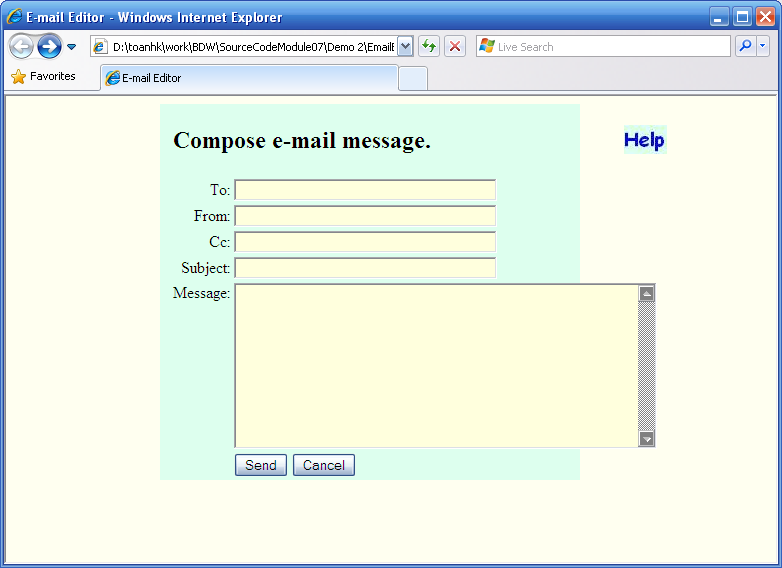 E-mail Editor - Windows Internet Explorer
D:\toanhk\work\BDW\SourceCodeModule07\Demo 2\Email
Live Search
Favorites
E-mail Editor
Compose e-mail message.
Help
To:
From:
Cc:
Subject:
Message:
Send Cancel